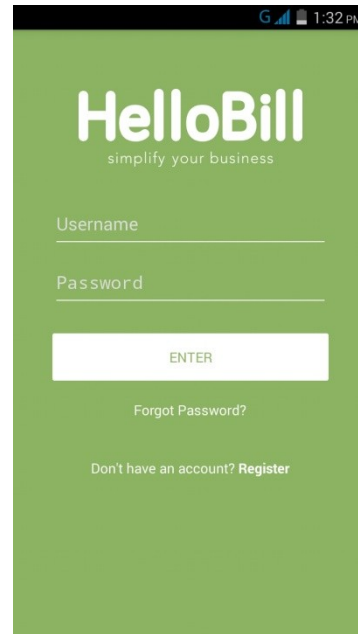 G 1:32 PM
HelloBill
simplify your business
Username
Password
ENTER
Forgot Password?
Don't have an account? Register